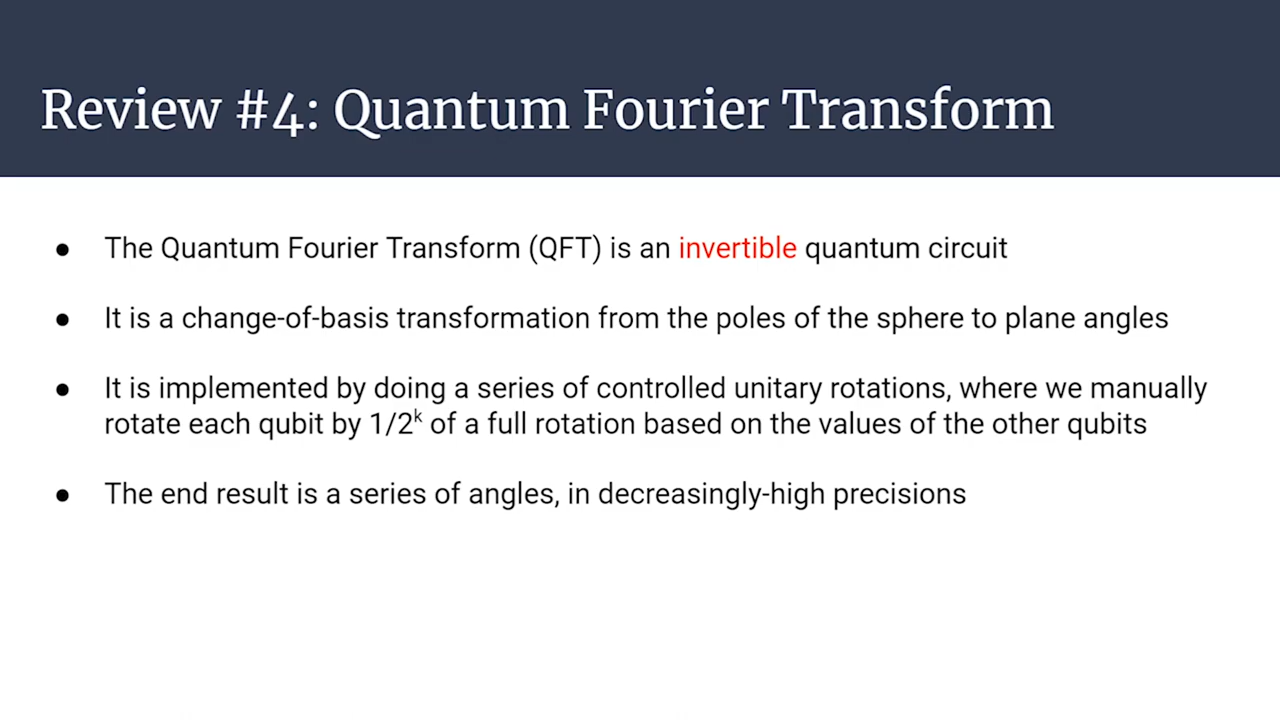 Review #4: Quantum Fourier Transform
● The Quantum Fourier Transform (QFT) is an invertible quantum circuit
● It is a change-of-basis transformation from the poles of the sphere to plane angles
● It is implemented by doing a series of controlled unitary rotations, where we manually
rotate each qubit by 1/2ᵏ of a full rotation based on the values of the other qubits
● The end result is a series of angles, in decreasingly-high precisions